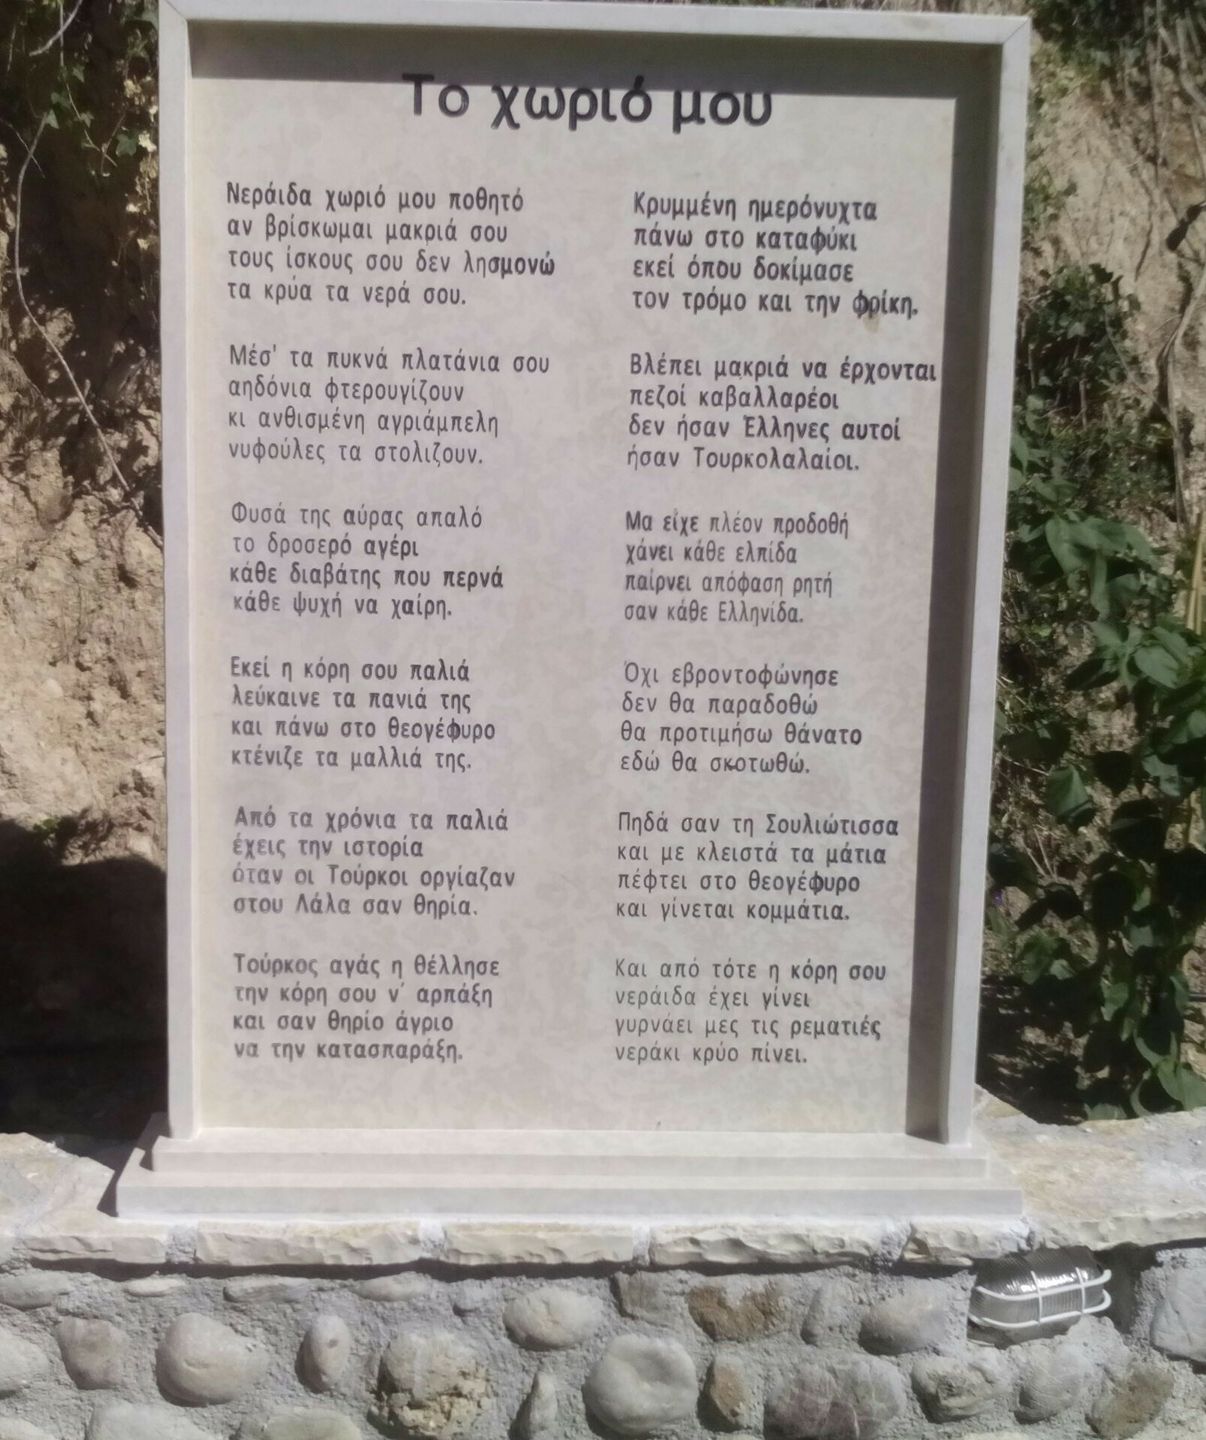 Το χωριό μου
Νεράιδα χωριό μου ποθητό
αν βρίσκωμαι μακριά σου
τους ίσκους σου δεν λησμονώ
τα κρύα τα νερά σου.
Μέσ' τα πυκνά πλατάνια σου
αηδόνια φτερουγίζουν
κι ανθισμένη αγριάμπελη
νυφούλες τα στολιζουν.
Φυσά της αύρας απαλό
το δροσερό αγέρι
κάθε διαβάτης που περνά
κάθε ψυχή να χαίρη.
Εκεί η κόρη σου παλιά
λεύκαινε τα πανιά της
και πάνω στο θεογέφυρο
κτένιζε τα μαλλιά της.
Από τα χρόνια τα παλιά
έχεις την ιστορία
όταν οι Τούρκοι οργίαζαν
στου Λάλα σαν θηρία.
Τούρκος αγάς η θέλλησε
την κόρη σου ν' αρπάξη
και σαν θηρίο άγριο
να την κατασπαράξη.
Κρυμμένη ημερόνυχτα
πάνω στο καταφύκι
εκεί όπου δοκίμασε
τον τρόμο και την φρίκη.
Βλέπει μακριά να έρχονται
πεζοί καβαλλαρέοι
δεν ήσαν Έλληνες αυτοί
ήσαν Τουρκολαλαίοι.
Μα είχε πλέον προδοθή
χάνει κάθε ελπίδα
παίρνει απόφαση ρητή
σαν κάθε Ελληνίδα.
Όχι εβροντοφώνησε
δεν θα παραδοθώ
θα προτιμήσω θάνατο
εδώ θα σκοτωθώ.
Πηδά σαν τη Σουλιώτισσα
και με κλειστά τα μάτια
πέφτει στο θεογέφυρο
και γίνεται κομμάτια.
Και από τότε η κόρη σου
νεράιδα έχει γίνει
γυρνάει μες τις ρεματιές
νεράκι κρύο πίνει.